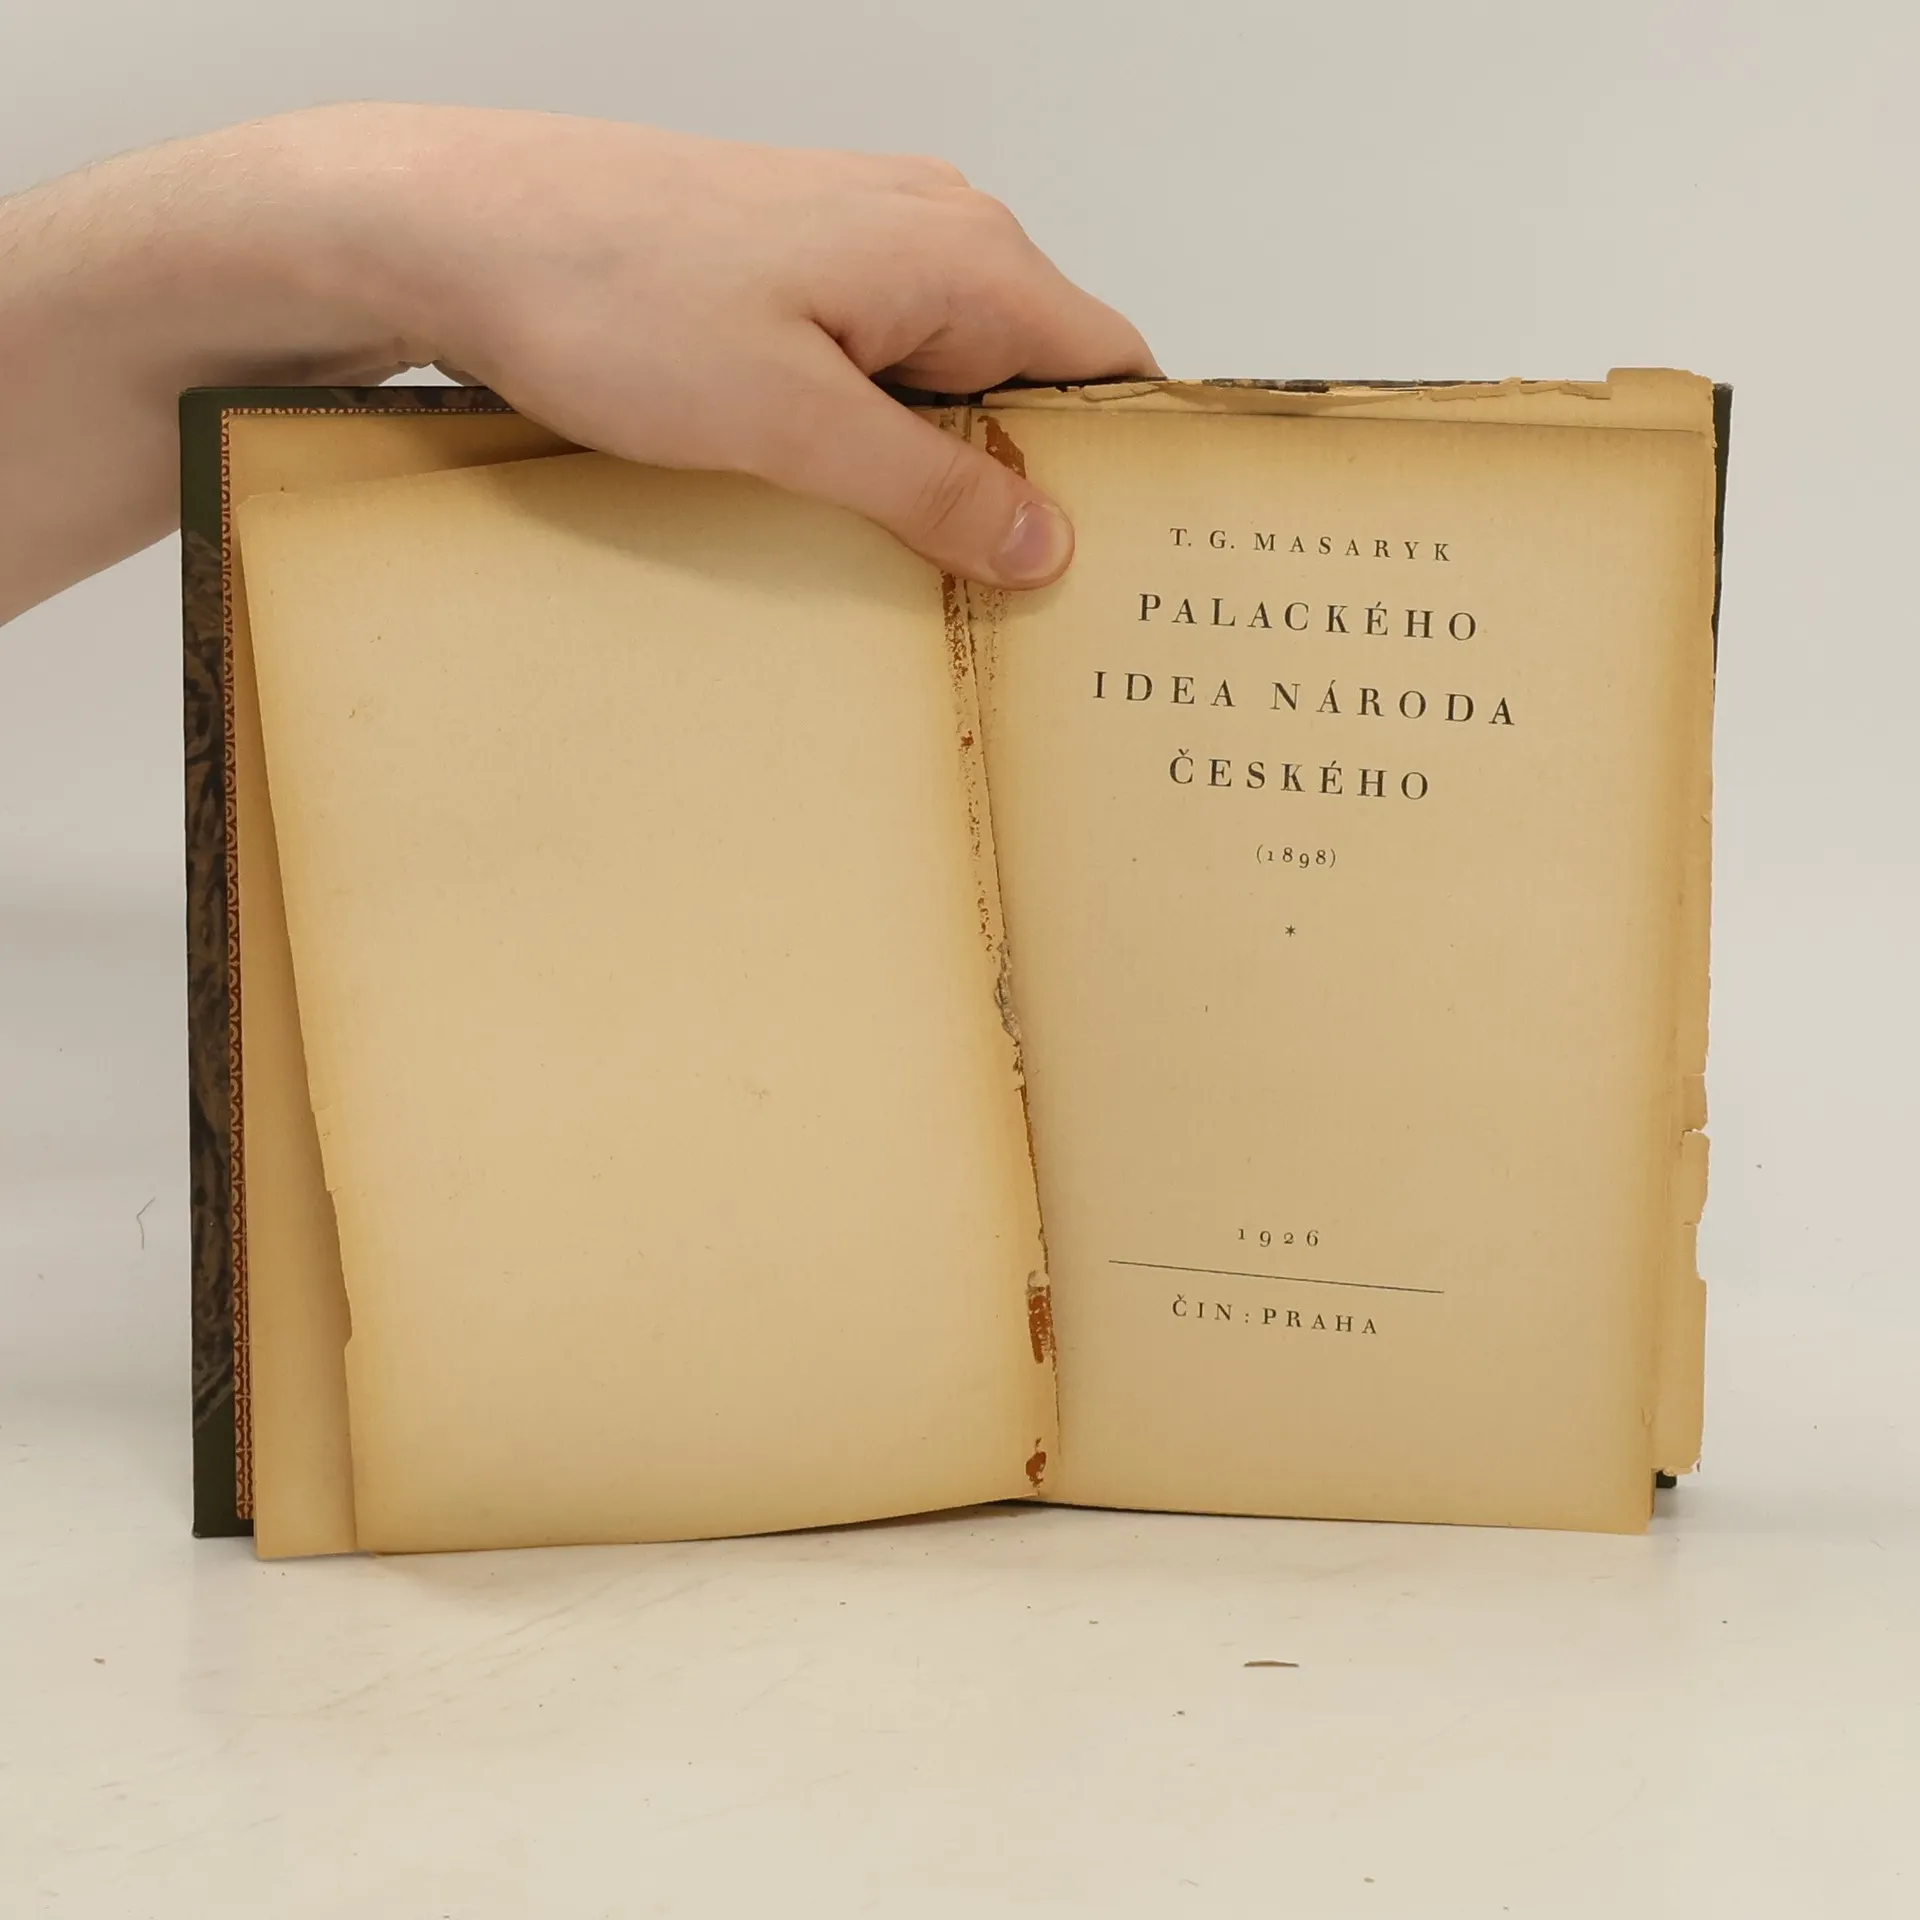 T. G. MASARYK
PALACKÉHO
IDEA NÁRODA
ČESKÉHO
(1898)
*
1926
ČIN : PRAHA